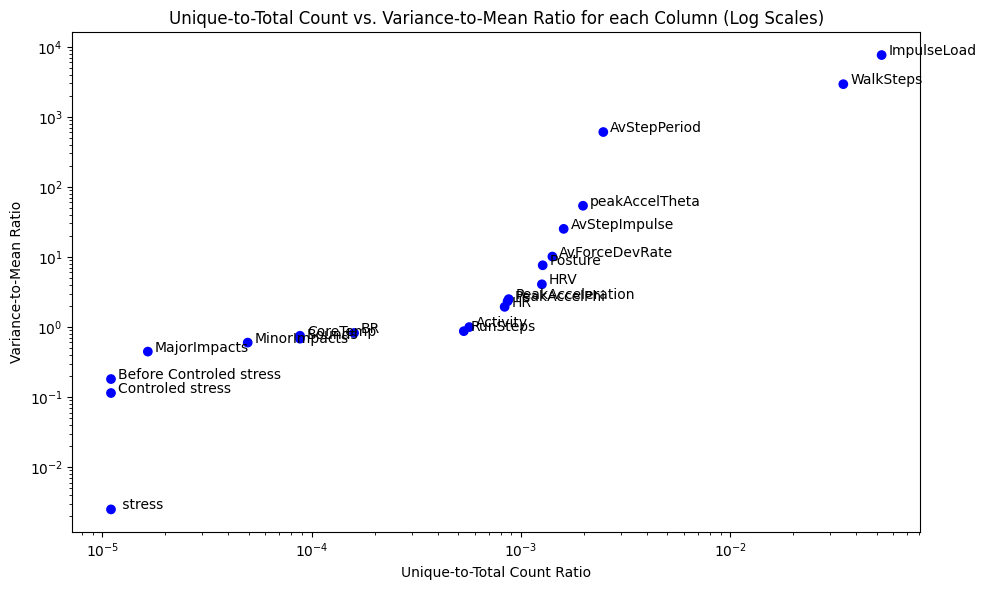 Unique-to-Total Count vs. Variance-to-Mean Ratio for each Column (Log Scales)
10^4
ImpulseLoad
WalkSteps
10^3
AvStepPeriod
10^2
peakAccelTheta
AvStepImpulse
10^1
AvForceDevRate
Posture
HRV
PeakAcceleration
PeakAccelPhi
HR
10^0
Activity
RunSteps
BR
CoreTemp
Bounds
MinorImpacts
MajorImpacts
Before Controled stress
10^-1
Controled stress
10^-2
stress
Variance-to-Mean Ratio
10^-5
10^-4
10^-3
10^-2
Unique-to-Total Count Ratio